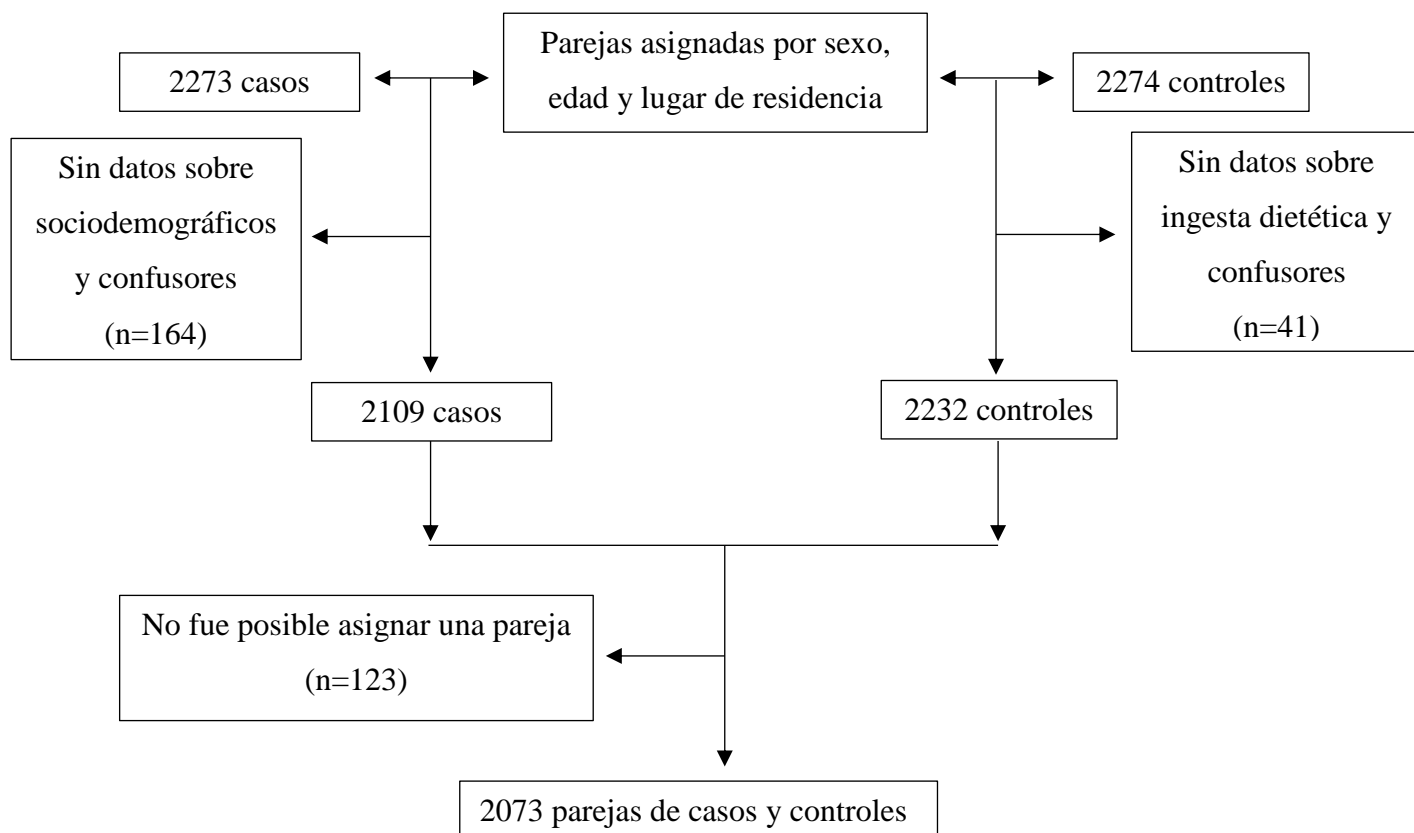 2273 casos
Parejas asignadas por sexo,
edad y lugar de residencia
2274 controles
Sin datos sobre
sociodemográficos
y confusores
(n=164)
Sin datos sobre
ingesta dietética y
confusores
(n=41)
2109 casos
2232 controles
No fue posible asignar una pareja
(n=123)
2073 parejas de casos y controles